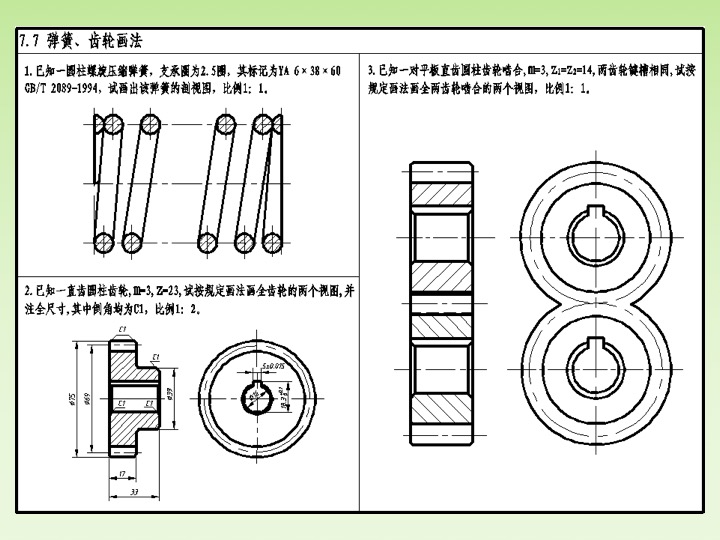 7.7 弹簧、齿轮画法
1.已知一圆柱螺旋压缩弹簧，支承圈为2.5圈，其标记为YA 6×38×60
GB/T 2089-1994，试画出该弹簧的剖视图，比例1：1。
2.已知一直齿圆柱齿轮,m=3,Z=23,试按规定画法画全齿轮的两个视图,并
注全尺寸,其中倒角均为C1，比例1：2。
C1
C1
ø75
ø69
C1
C1
ø39
17
33
5±0.015
3.已知一对平板直齿圆柱齿轮啮合,m=3,Z1=Z2=14,两齿轮键槽相同,试按
规定画法画全两齿轮啮合的两个视图，比例1：1。